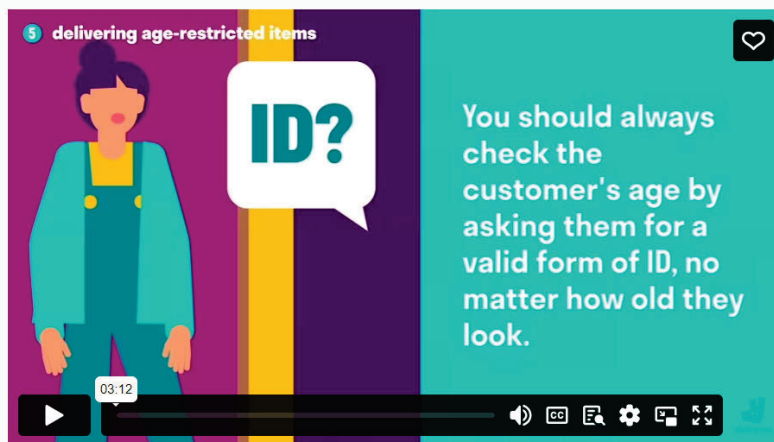 5 delivering age-restricted items
ID?
You should always
check the
customer's age by
asking them for a
valid form of ID, no
matter how old they
look.
03:12
CC